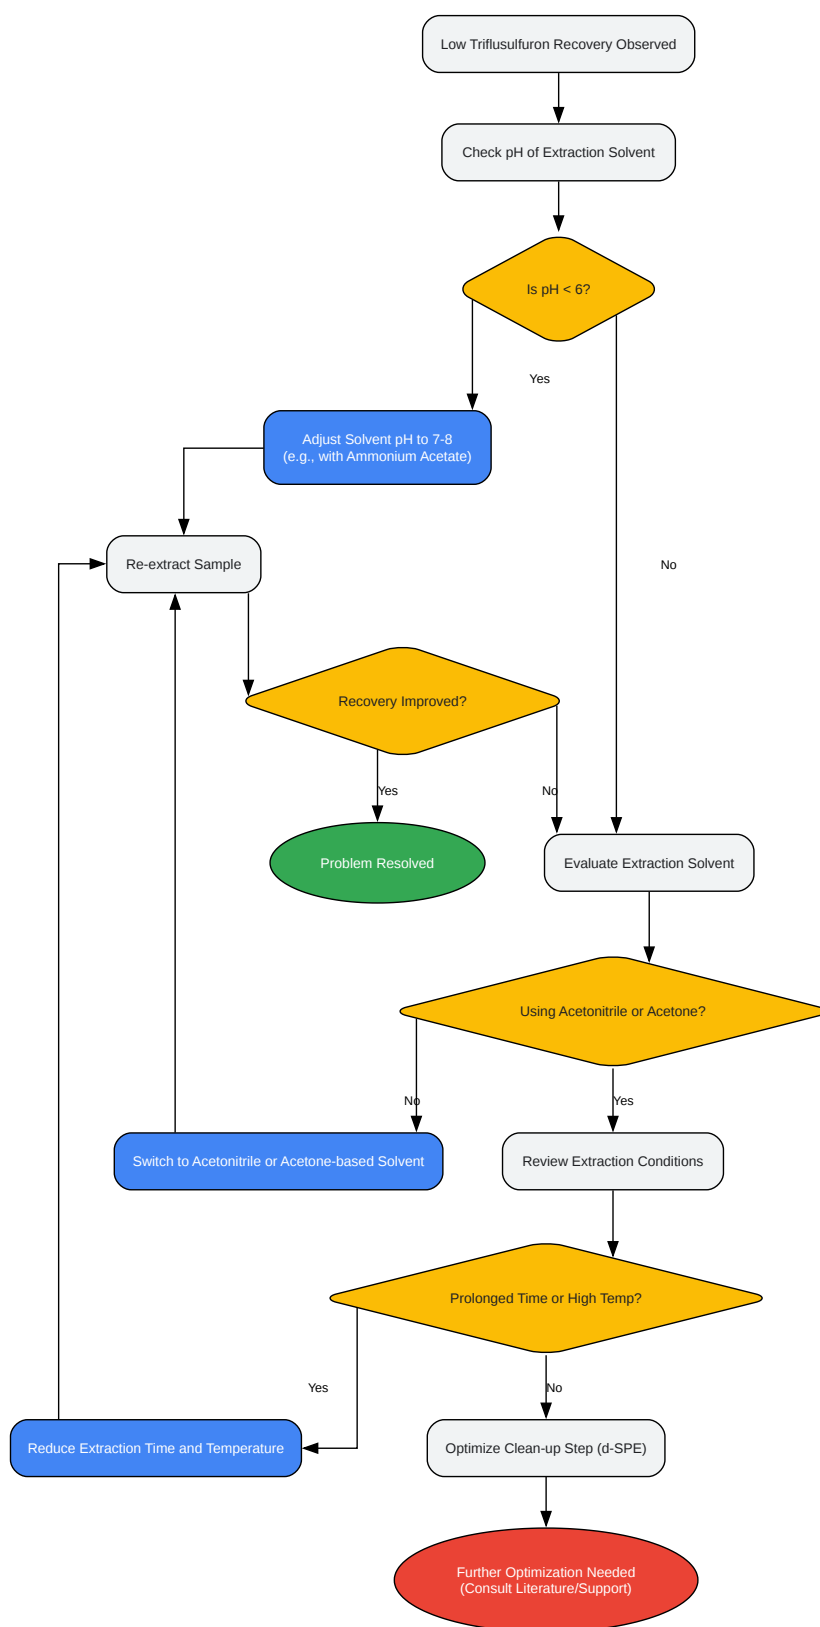 Low Triflusulfuron Recovery Observed
Check pH of Extraction Solvent
Is pH < 6?
Yes
Adjust Solvent pH to 7-8
(e.g., with Ammonium Acetate)
Re-extract Sample
No
Recovery Improved?
Yes
No
Problem Resolved
Evaluate Extraction Solvent
Using Acetonitrile or Acetone?
No
Yes
Switch to Acetonitrile or Acetone-based Solvent
Review Extraction Conditions
Prolonged Time or High Temp?
Yes
No
Reduce Extraction Time and Temperature
Optimize Clean-up Step (d-SPE)
Further Optimization Needed
(Consult Literature/Support)